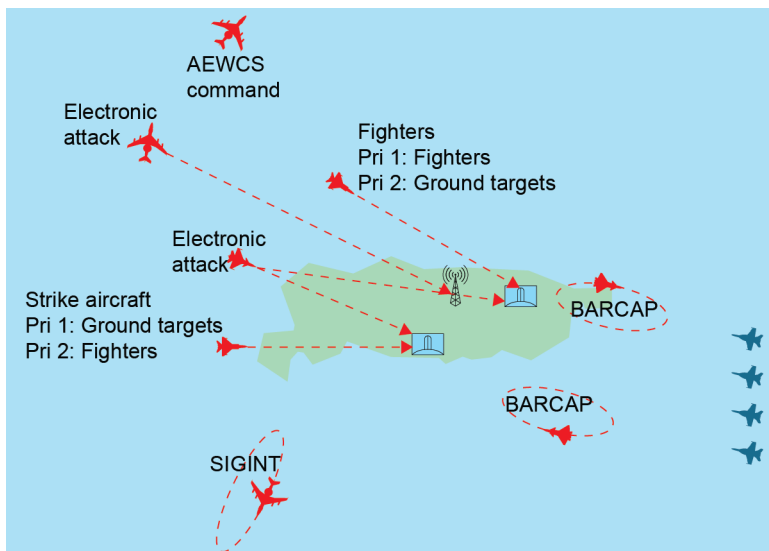 AEWCS
command
Electronic
attack
Fighters
Pri 1: Fighters
Pri 2: Ground targets
Electronic
attack
Strike aircraft
Pri 1: Ground targets
Pri 2: Fighters
BARCAP
BARCAP
SIGINT